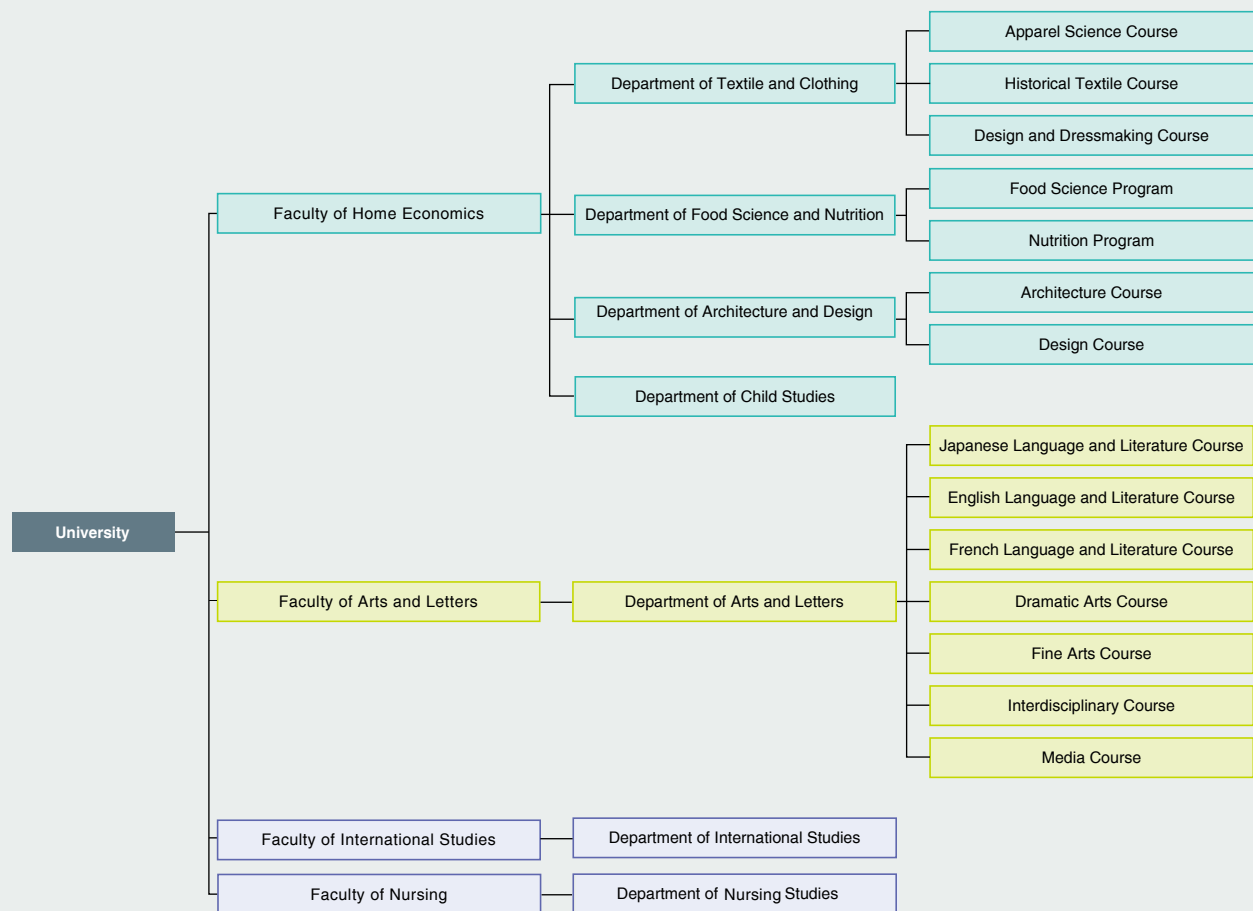 University
Faculty of Home Economics
Department of Textile and Clothing
Apparel Science Course
Historical Textile Course
Design and Dressmaking Course
Department of Food Science and Nutrition
Food Science Program
Nutrition Program
Department of Architecture and Design
Architecture Course
Design Course
Department of Child Studies
Faculty of Arts and Letters
Department of Arts and Letters
Japanese Language and Literature Course
English Language and Literature Course
French Language and Literature Course
Dramatic Arts Course
Fine Arts Course
Interdisciplinary Course
Media Course
Faculty of International Studies
Department of International Studies
Faculty of Nursing
Department of Nursing Studies